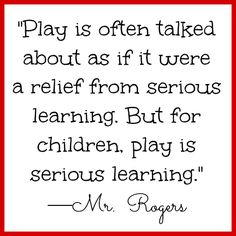 "Play is often talked
about as if it were
a relief from serious
learning. But for
children, play is
serious learning."
—Mr. Rogers